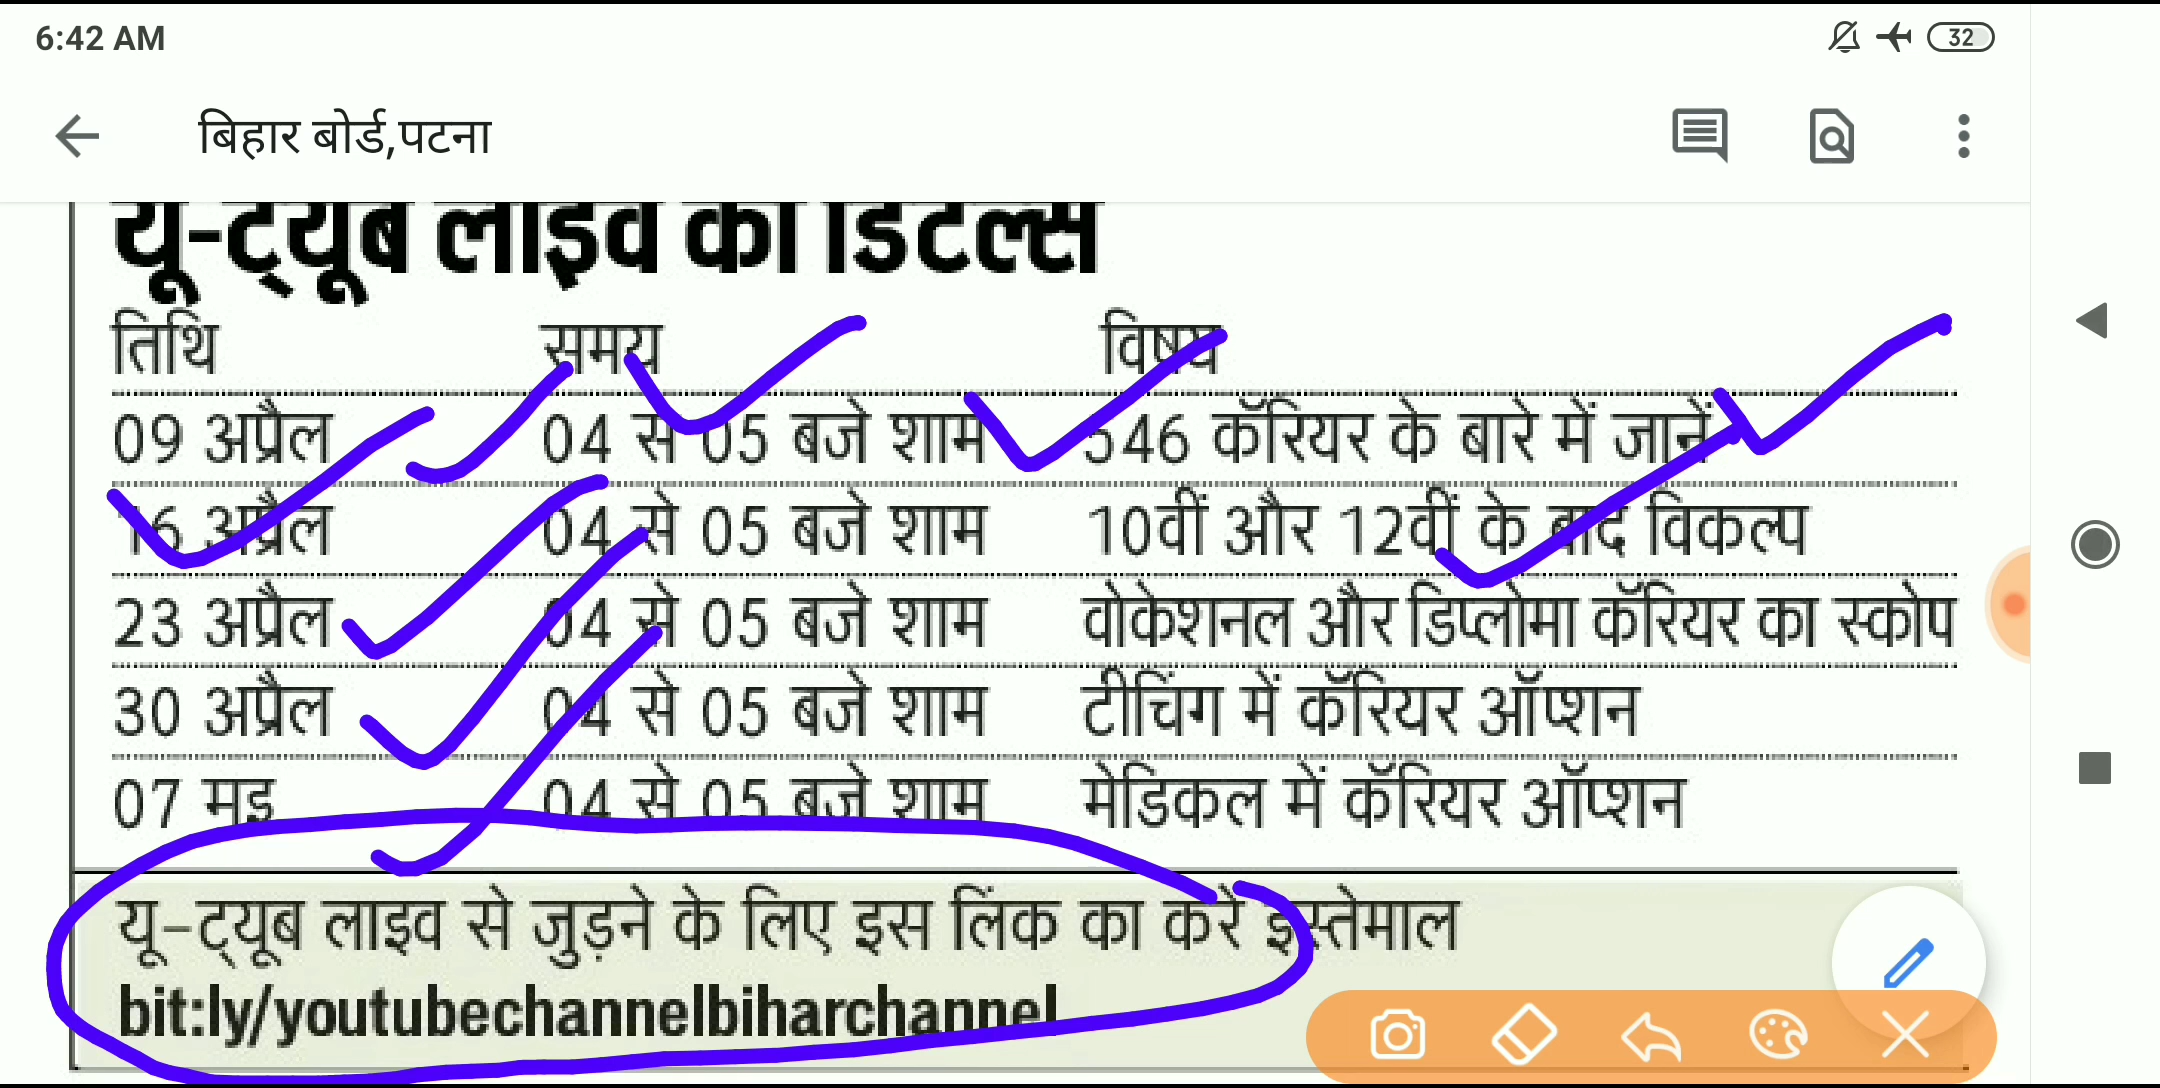 6:42 AM
32
बिहार बोर्ड,पटना
यू-ट्यूब लाइव की डिटेल्स
तिथि समय विषय
09 अप्रैल 04 से 05 बजे शाम 546 कॅरियर के बारे में जानें
16 अप्रैल 04 से 05 बजे शाम 10वीं और 12वीं के बाद विकल्प
23 अप्रैल 04 से 05 बजे शाम वोकेशनल और डिप्लोमा कॅरियर का स्कोप
30 अप्रैल 04 से 05 बजे शाम टीचिंग में कॅरियर ऑप्शन
07 मइ 04 से 05 बजे शाम मेडिकल में कॅरियर ऑप्शन
यू-ट्यूब लाइव से जुड़ने के लिए इस लिंक का करें इस्तेमाल
bit:ly/youtubechannelbiharchannel